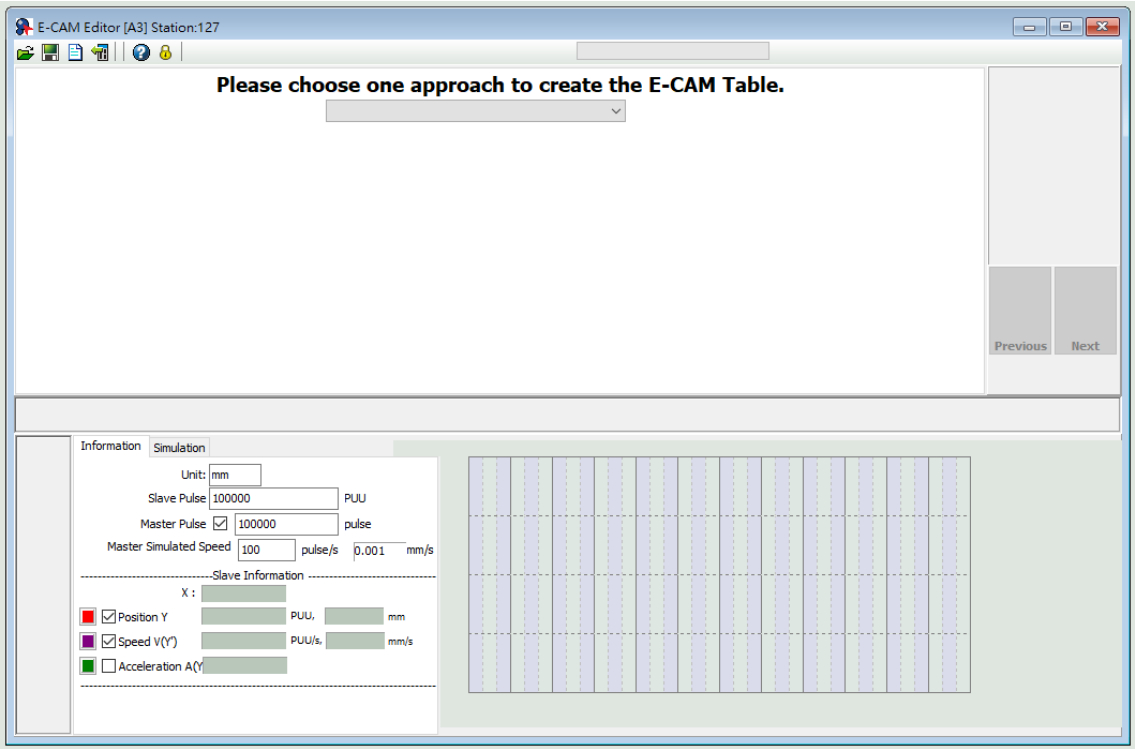 E-CAM Editor [A3] Station:127
Please choose one approach to create the E-CAM Table.
Previous Next
Information Simulation
Unit: mm
Slave Pulse 100000 PUU
Master Pulse 100000 pulse
Master Simulated Speed 100 pulse/s 0.001 mm/s
-------------------------------Slave Information ------------------------------
X :
Position Y PUU, mm
Speed V(Y') PUU/s, mm/s
Acceleration A(Y